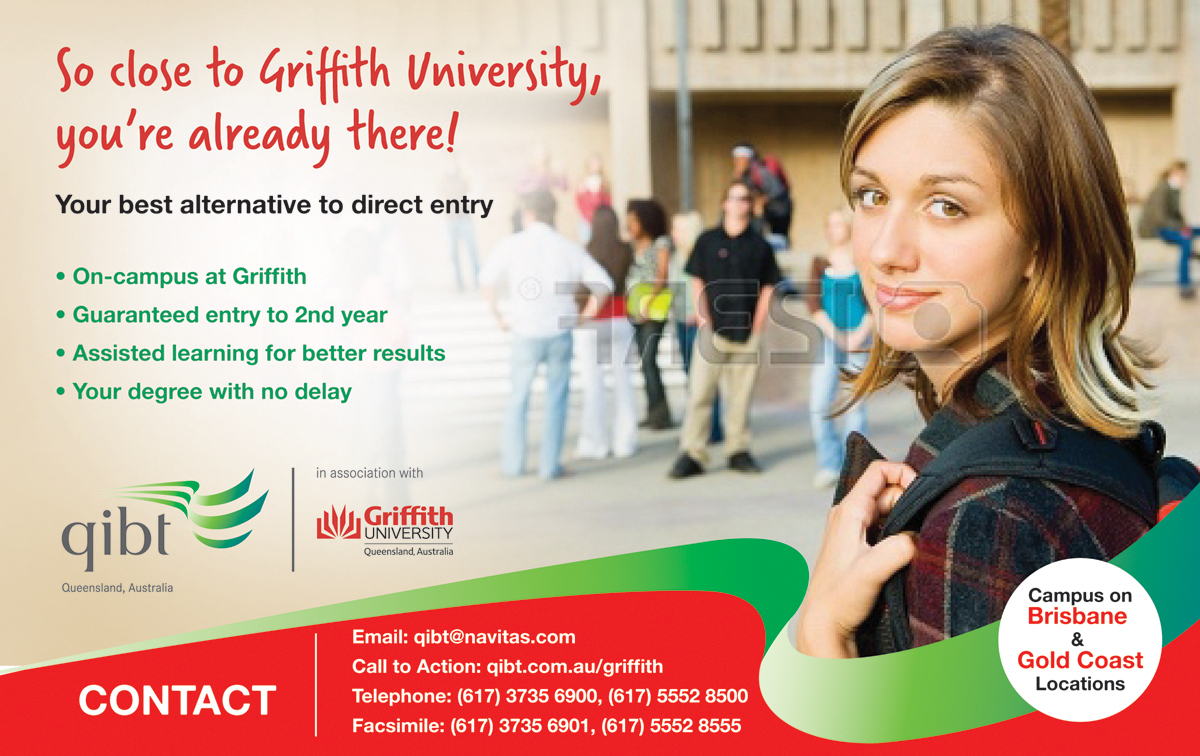 So close to Griffith University,
you're already there!
Your best alternative to direct entry
• On-campus at Griffith
• Guaranteed entry to 2nd year
• Assisted learning for better results
• Your degree with no delay
qibt
Queensland, Australia
in association with
Griffith
UNIVERSITY
Queensland, Australia
CONTACT
Email: qibt@navitas.com
Call to Action: qibt.com.au/griffith
Telephone: (617) 3735 6900, (617) 5552 8500
Facsimile: (617) 3735 6901, (617) 5552 8555
Campus on
Brisbane
&
Gold Coast
Locations